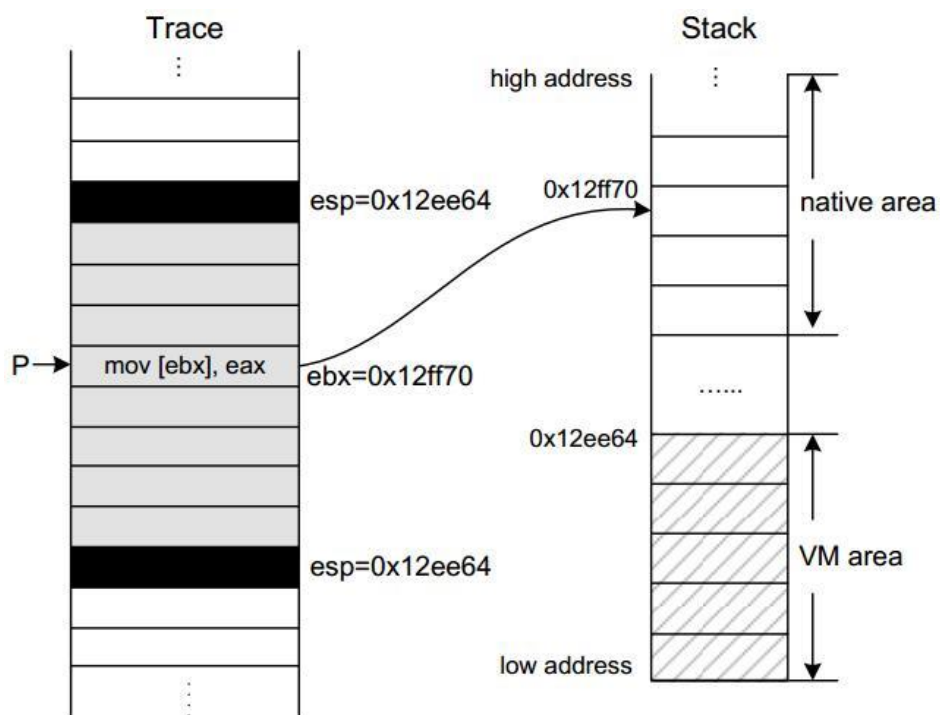 Trace
Stack
⋮
⋮
high address
esp=0x12ee64
0x12ff70
native area
P
mov [ebx], eax
ebx=0x12ff70
......
0x12ee64
esp=0x12ee64
VM area
low address
⋮